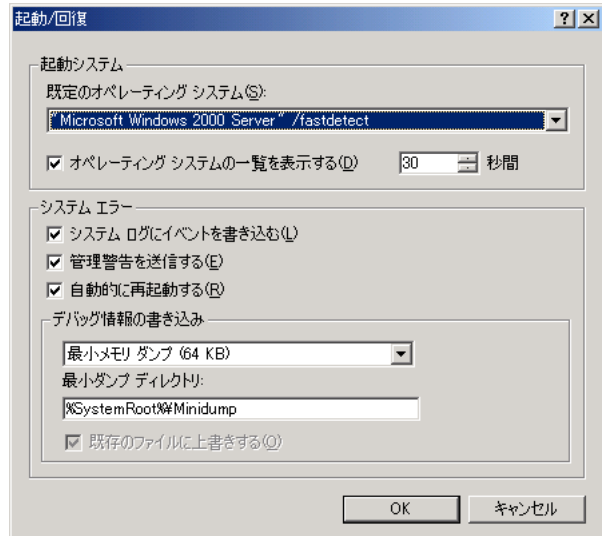 起動/回復
起動システム
既定のオペレーティング システム(S):
"Microsoft Windows 2000 Server" /fastdetect
オペレーティング システムの一覧を表示する(D) 30 秒間
システム エラー
システム ログにイベントを書き込む(L)
管理警告を送信する(E)
自動的に再起動する(R)
デバッグ情報の書き込み
最小メモリ ダンプ (64 KB)
最小ダンプ ディレクトリ:
%SystemRoot%¥Minidump
既存のファイルに上書きする(O)
OK キャンセル